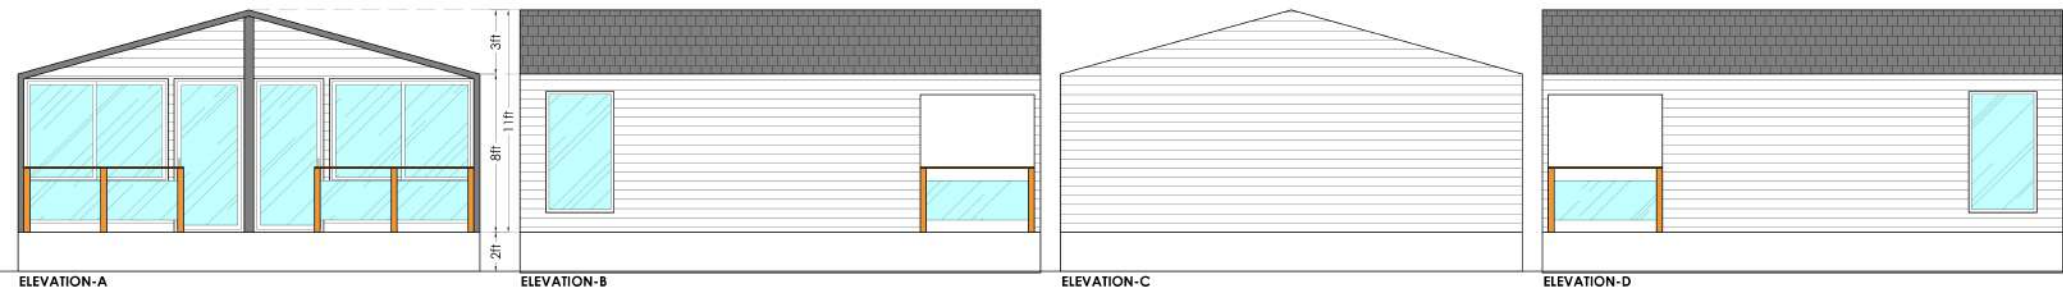 3ft
11ft
8ft
2ft
ELEVATION-A
ELEVATION-B
ELEVATION-C
ELEVATION-D